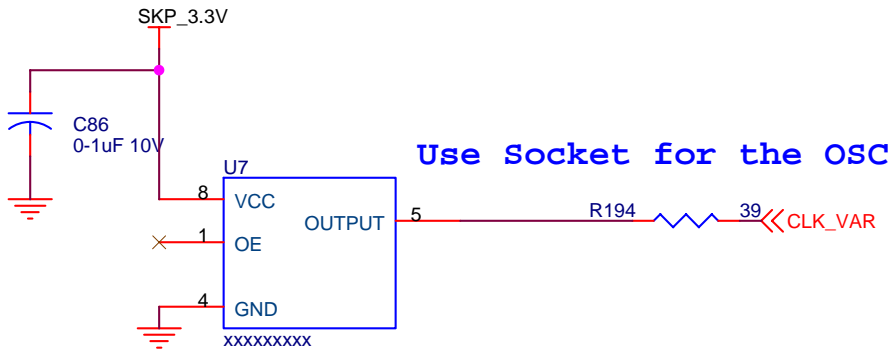 SKP_3.3V
C86
0-1uF 10V
Use Socket for the OSC
U7
8
VCC
R194
39
CLK_VAR
OUTPUT
5
1
OE
4
GND
xxxxxxxxx